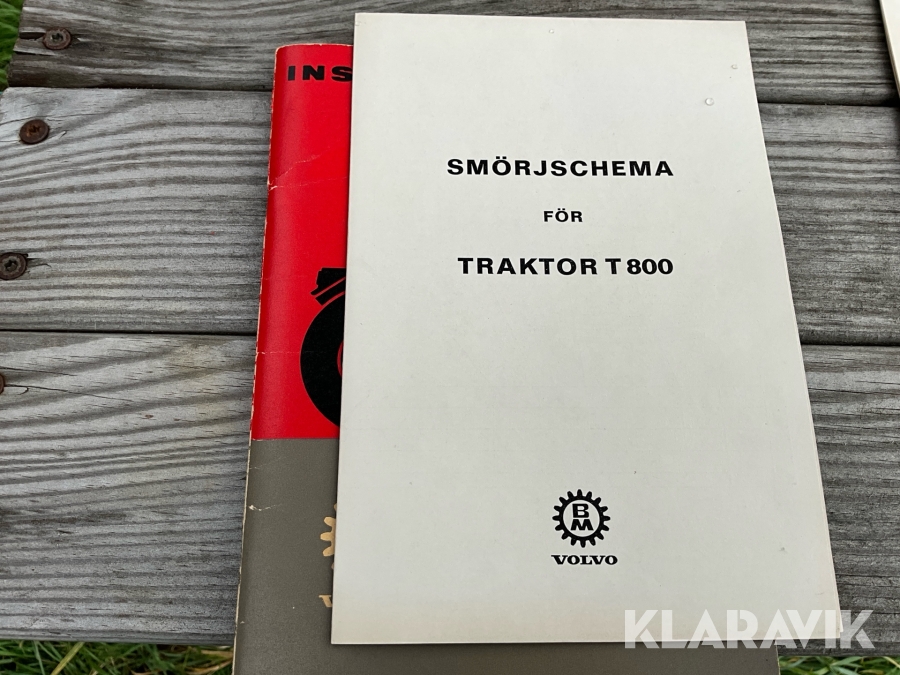 INS
SMÖRJSCHEMA
FÖR
TRAKTOR T 800
BM
VOLVO
KLARAVIK